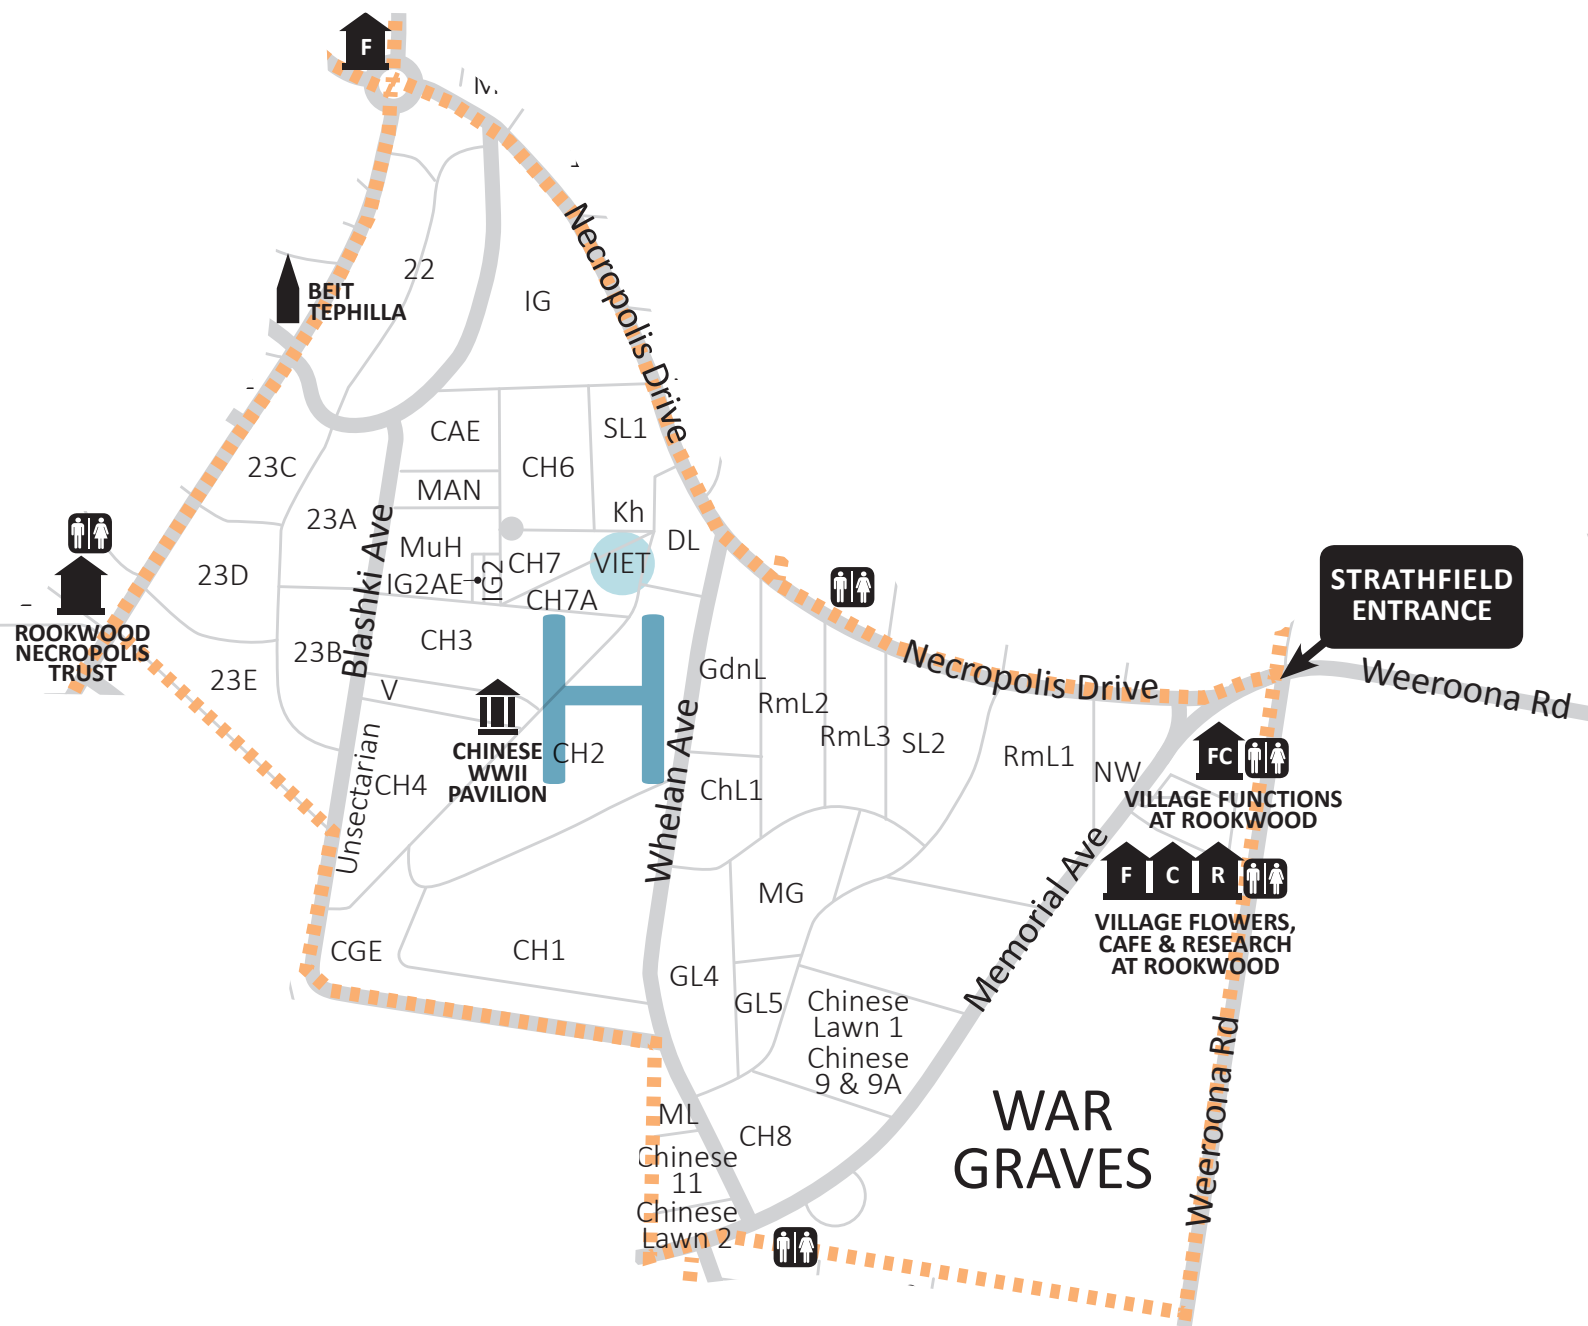 F
22
BEIT
TEPHILLA
IG
Necropolis Drive
CAE
SL1
23C
CH6
MAN
23A
Kh
MuH
DL
CH7
VIET
IG2AE
IG2
23D
CH7A
Blashki Ave
ROOKWOOD
NECROPOLIS
TRUST
23B
CH3
23E
V
GdnL
RmL2
RmL3
SL2
RmL1
NW
Necropolis Drive
STRATHFIELD
ENTRANCE
Weeroona Rd
H
CHINESE
WWII
PAVILION
CH2
CH4
Unsectarian
Whelan Ave
ChL1
FC
VILLAGE FUNCTIONS
AT ROOKWOOD
F
C
R
VILLAGE FLOWERS,
CAFE & RESEARCH
AT ROOKWOOD
Memorial Ave
MG
CGE
CH1
GL4
GL5
Chinese
Lawn 1
Chinese
9 & 9A
WAR
GRAVES
Weeroona Rd
ML
CH8
Chinese
11
Chinese
Lawn 2